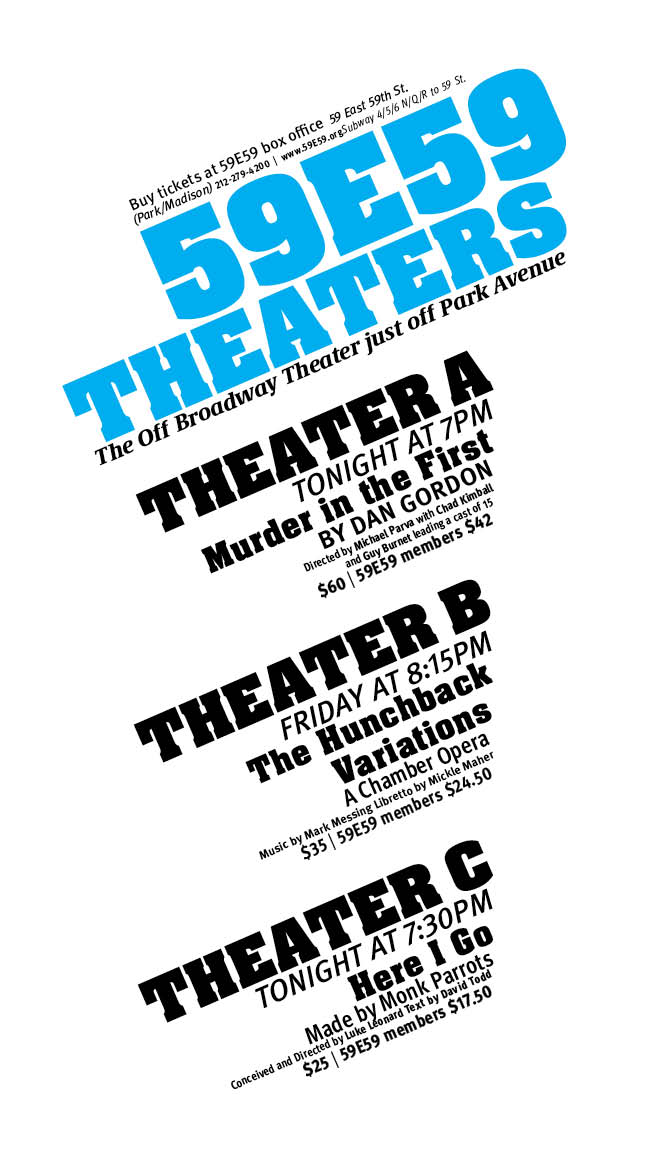 Buy tickets at 59E59 box office 59 East 59th St.
(Park/Madison) 212-279-4200 | www.59E59.orgSubway 4/5/6 N/Q/R to 59 St.
59E59
THEATERS
The Off Broadway Theater just off Park Avenue
THEATER A
TONIGHT AT 7PM
Murder in the First
BY DAN GORDON
Directed by Michael Parva with Chad Kimball
and Guy Burnet leading a cast of 15
$60 | 59E59 members $42
THEATER B
FRIDAY AT 8:15PM
The Hunchback
Variations
A Chamber Opera
Music by Mark Messing Libretto by Mickle Maher
$35 | 59E59 members $24.50
THEATER C
TONIGHT AT 7:30PM
Here I Go
Made by Monk Parrots
Conceived and Directed by Luke Leonard Text by David Todd
$25 | 59E59 members $17.50